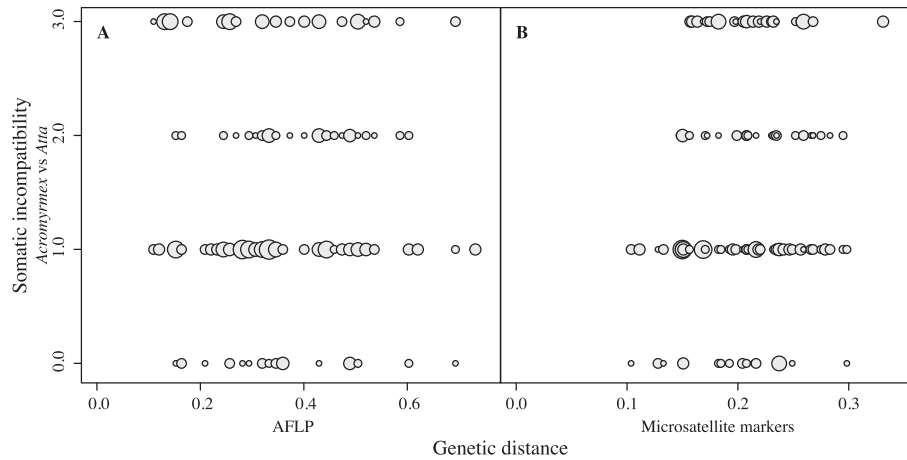 A
B
Somatic incompatibility
Acromyrmex vs Atta
3.0
2.0
1.0
0.0
0.0 0.2 0.4 0.6
0.0 0.1 0.2 0.3
AFLP
Microsatellite markers
Genetic distance